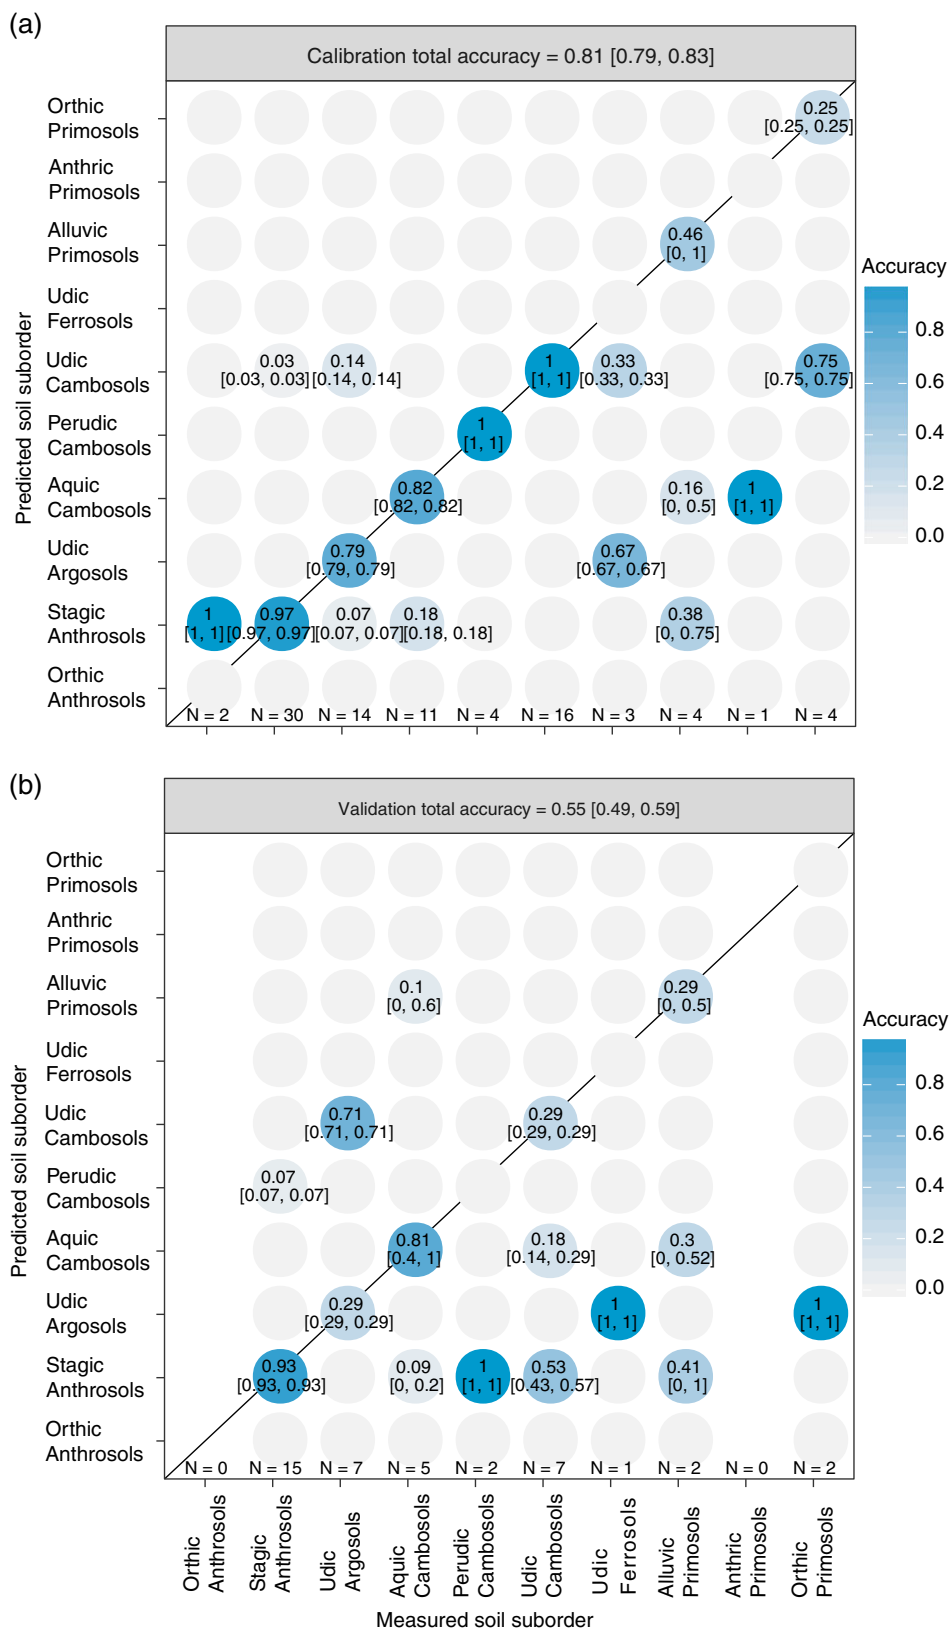 (a)
Calibration total accuracy = 0.81 [0.79, 0.83]
Predicted soil suborder
Orthic
Primosols
0.25
[0.25, 0.25]
Anthric
Primosols
Alluvic
Primosols
0.46
[0, 1]
Udic
Ferrosols
Udic
Cambosols
0.03
[0.03, 0.03]
0.14
[0.14, 0.14]
1
[1, 1]
0.33
[0.33, 0.33]
0.75
[0.75, 0.75]
Perudic
Cambosols
1
[1, 1]
Aquic
Cambosols
0.82
[0.82, 0.82]
0.16
[0, 0.5]
1
[1, 1]
Udic
Argosols
0.79
[0.79, 0.79]
0.67
[0.67, 0.67]
Stagic
Anthrosols
1
[1, 1]
0.97
[0.97, 0.97]
0.07
[0.07, 0.07]
0.18
[0.18, 0.18]
0.38
[0, 0.75]
Orthic
Anthrosols
N = 2 N = 30 N = 14 N = 11 N = 4 N = 16 N = 3 N = 4 N = 1 N = 4
Accuracy
0.8
0.6
0.4
0.2
0.0
(b)
Validation total accuracy = 0.55 [0.49, 0.59]
Predicted soil suborder
Orthic
Primosols
Anthric
Primosols
Alluvic
Primosols
0.1
[0, 0.6]
0.29
[0, 0.5]
Udic
Ferrosols
Udic
Cambosols
0.71
[0.71, 0.71]
0.29
[0.29, 0.29]
Perudic
Cambosols
0.07
[0.07, 0.07]
Aquic
Cambosols
0.81
[0.4, 1]
0.18
[0.14, 0.29]
0.3
[0, 0.52]
Udic
Argosols
0.29
[0.29, 0.29]
1
[1, 1]
1
[1, 1]
Stagic
Anthrosols
0.93
[0.93, 0.93]
0.09
[0, 0.2]
1
[1, 1]
0.53
[0.43, 0.57]
0.41
[0, 1]
Orthic
Anthrosols
N = 0 N = 15 N = 7 N = 5 N = 2 N = 7 N = 1 N = 2 N = 0 N = 2
Accuracy
0.8
0.6
0.4
0.2
0.0
Orthic
Anthrosols
Stagic
Anthrosols
Udic
Argosols
Aquic
Cambosols
Perudic
Cambosols
Udic
Cambosols
Udic
Ferrosols
Alluvic
Primosols
Anthric
Primosols
Orthic
Primosols
Measured soil suborder